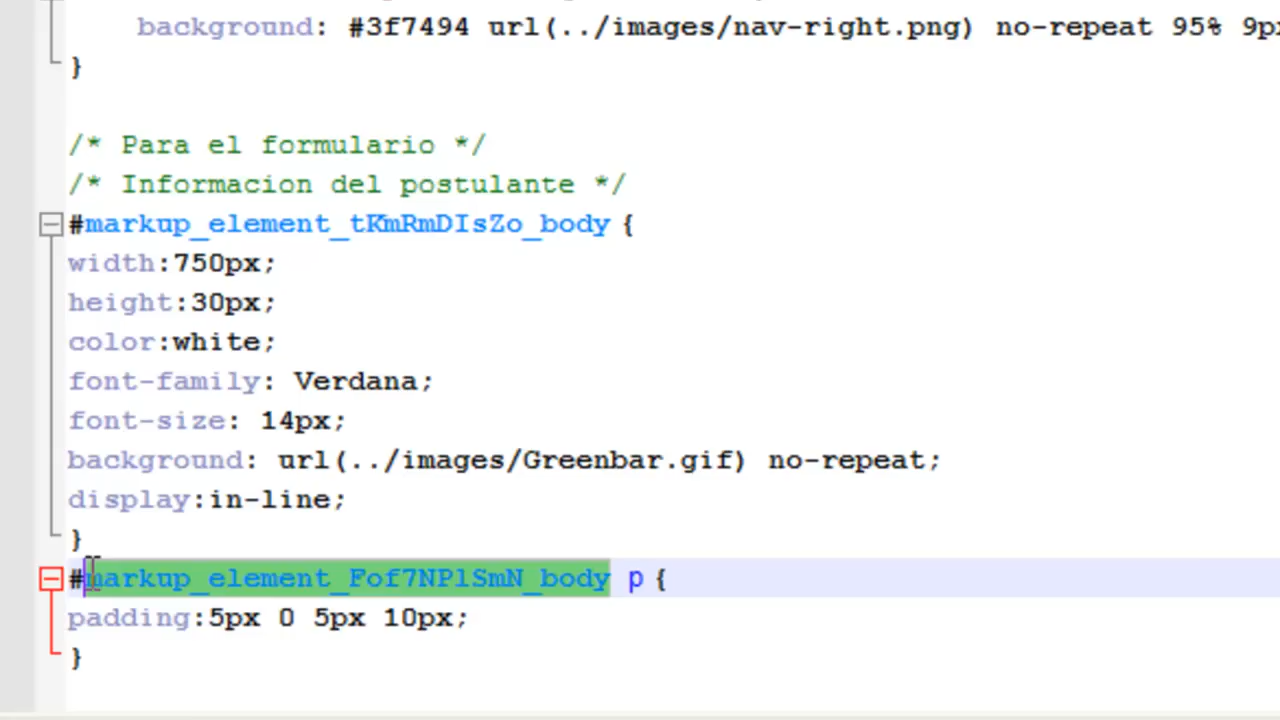 background: #3f7494 url(../images/nav-right.png) no-repeat 95% 9px
}
/* Para el formulario */
/* Informacion del postulante */
#markup_element_tKmRmDIsZo_body {
width:750px;
height:30px;
color:white;
font-family: Verdana;
font-size: 14px;
background: url(../images/Greenbar.gif) no-repeat;
display:in-line;
}
#markup_element_Fof7NPlSmN_body p {
padding:5px 0 5px 10px;
}